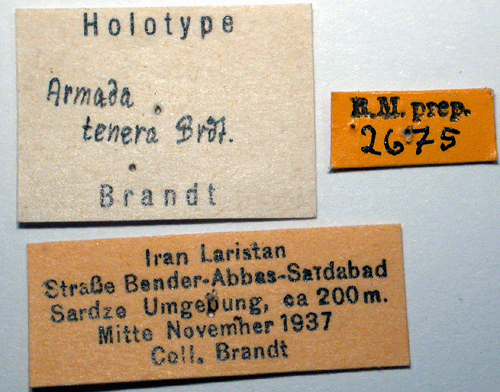 Holotype
Armada
tenera Brdt.
Brandt
R.M. prep.
2675
Iran Laristan
Straße Bender-Abbas-Sardabad
Sardze Umgebung, ca 200 m.
Mitte November 1937
Coll. Brandt